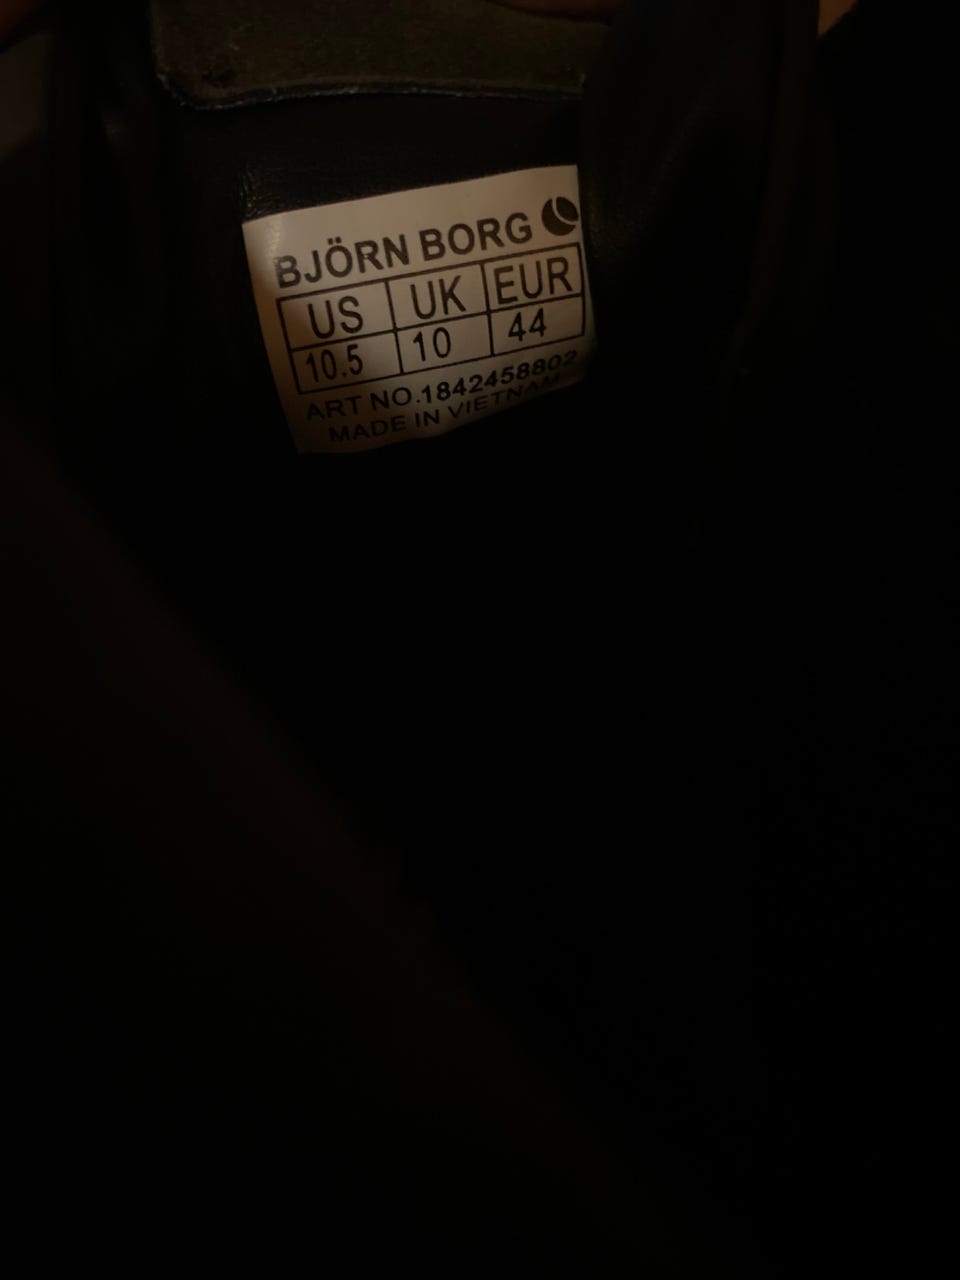 BJÖRN BORG
US UK EUR
10.5 10 44
ART NO.1842458802
MADE IN VIETNAM